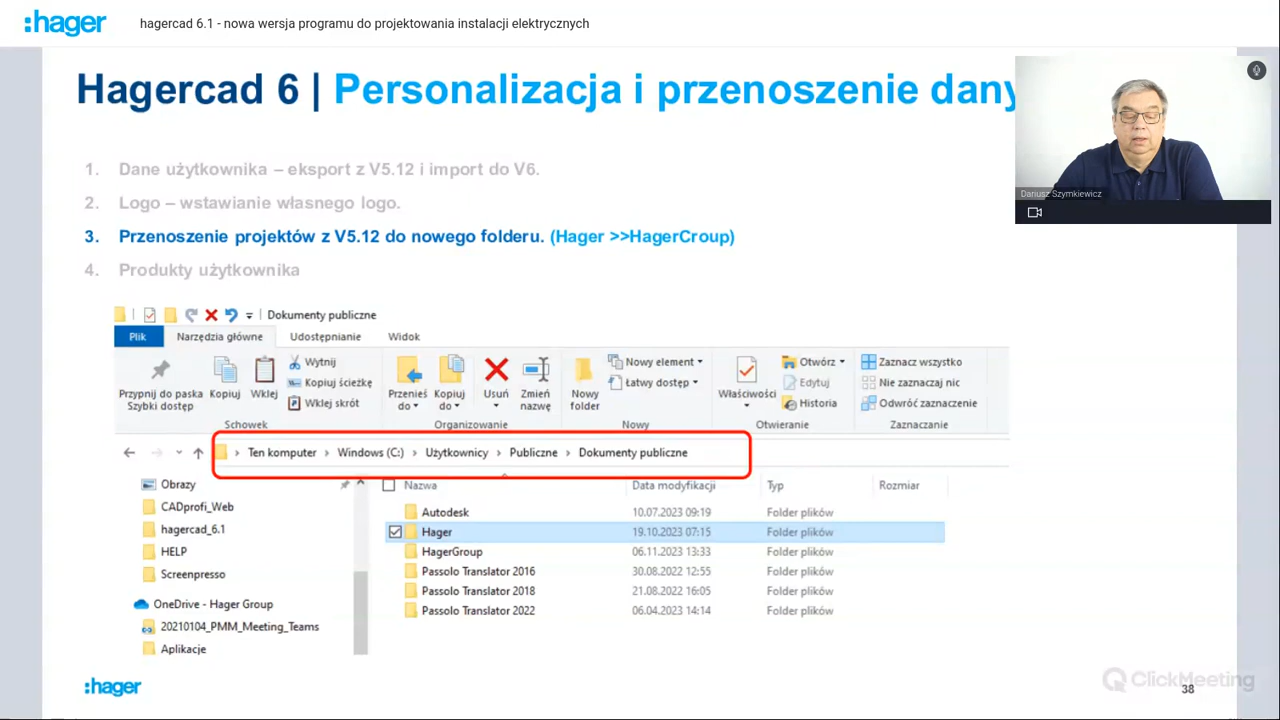 :hager
hagercad 6.1 - nowa wersja programu do projektowania instalacji elektrycznych
Hagercad 6 | Personalizacja i przenoszenie dany
Dariusz Szymkiewicz
1. Dane użytkownika – eksport z V5.12 i import do V6.
2. Logo – wstawianie własnego logo.
3. Przenoszenie projektów z V5.12 do nowego folderu. (Hager >>HagerCroup)
4. Produkty użytkownika
Dokumenty publiczne
Plik Narzędzia główne Udostępnianie Widok
Przypnij do paska Szybki dostęp
Kopiuj
Wklej
Wytnij
Kopiuj ścieżkę
Wklej skrót
Schowek
Przenieś do
Kopiuj do
Usuń
Zmień nazwę
Organizowanie
Nowy folder
Nowy element
Łatwy dostęp
Nowy
Właściwości
Otwórz
Edytuj
Historia
Otwieranie
Zaznacz wszystko
Nie zaznaczaj nic
Odwróć zaznaczenie
Zaznaczanie
Ten komputer > Windows (C:) > Użytkownicy > Publiczne > Dokumenty publiczne
Obrazy
CADprofi_Web
hagercad_6.1
HELP
Screenpresso
OneDrive - Hager Group
20210104_PMM_Meeting_Teams
Aplikacje
Nazwa Data modyfikacji Typ Rozmiar
Autodesk 10.07.2023 09:19 Folder plików
Hager 19.10.2023 07:15 Folder plików
HagerGroup 06.11.2023 13:33 Folder plików
Passolo Translator 2016 30.08.2022 12:55 Folder plików
Passolo Translator 2018 21.08.2022 16:05 Folder plików
Passolo Translator 2022 06.04.2023 14:14 Folder plików
:hager
ClickMeeting
38